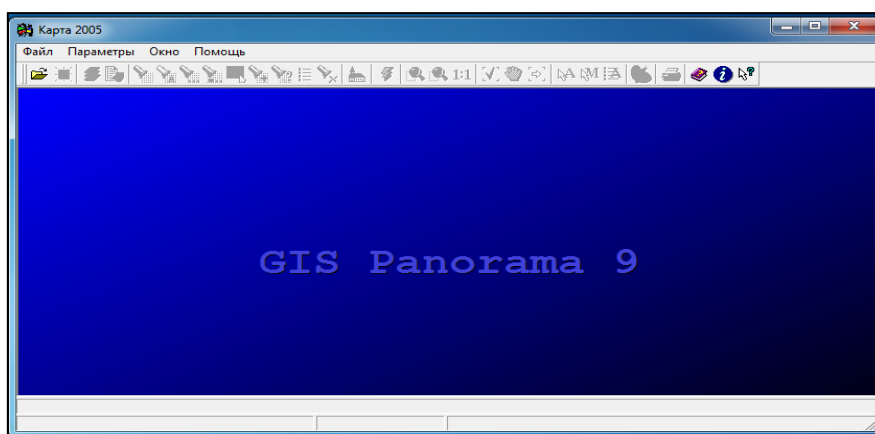 Карта 2005
Файл Параметры Окно Помощь
1:1 A M A
GIS Panorama 9